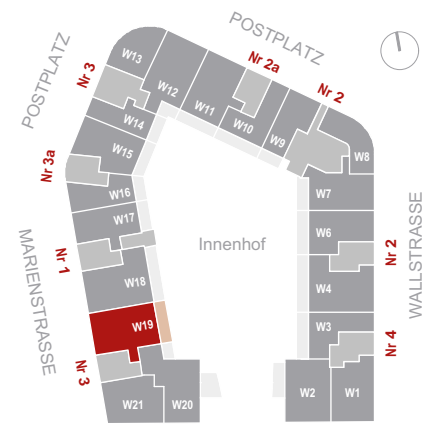 POSTPLATZ
Nr 3
W13
W12
Nr 2a
W11
W10
Nr 2
W9
W8
POSTPLATZ
W14
W15
Nr 3a
W16
W17
W7
W6
Nr 2
WALLSTRASSE
Innenhof
MARIENSTRASSE
Nr 1
W18
W4
W19
W3
Nr 4
Nr 3
W21
W20
W2
W1